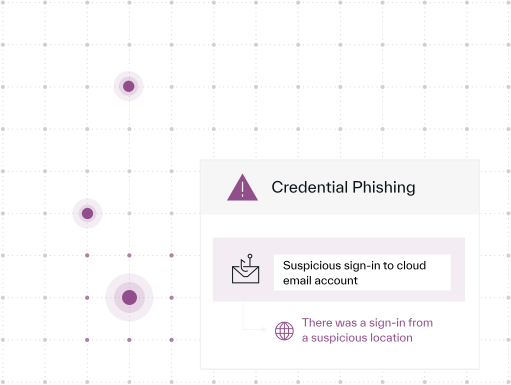 Credential Phishing
Suspicious sign-in to cloud
email account
There was a sign-in from
a suspicious location